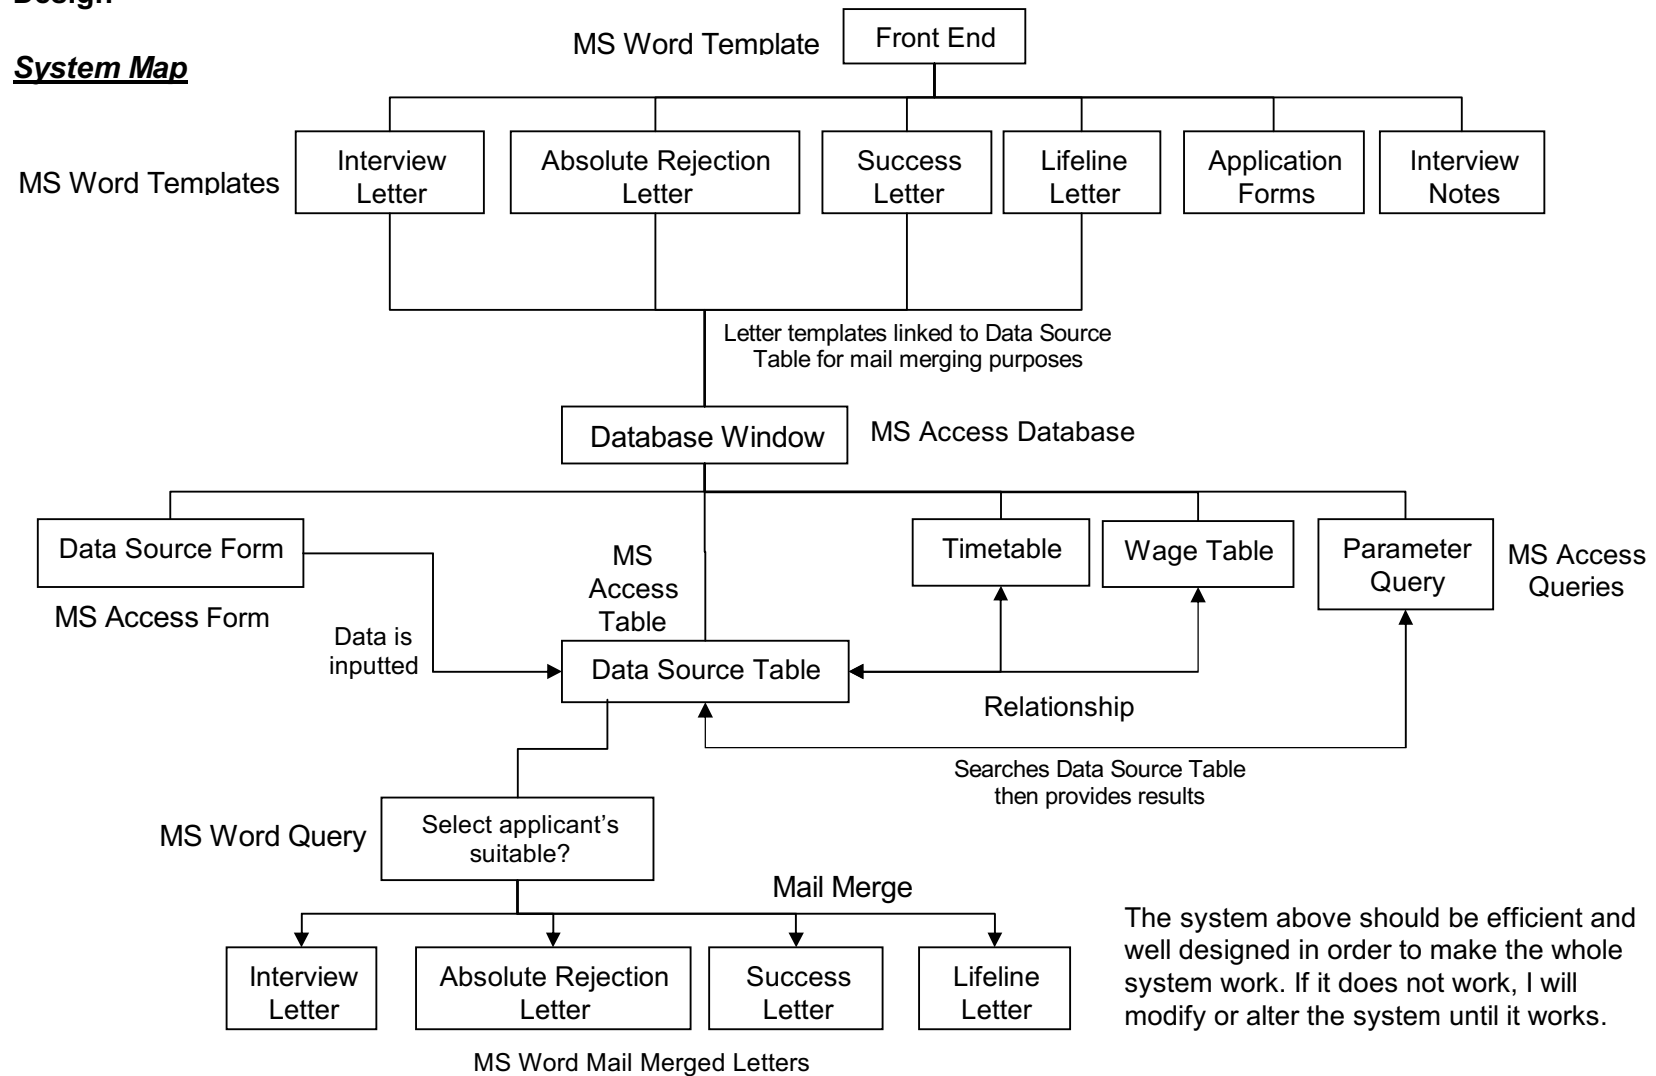 Design
System Map
MS Word Template
Front End
Interview
Letter
Absolute Rejection
Letter
Success
Letter
Lifeline
Letter
Application
Forms
Interview
Notes
MS Word Templates
Letter templates linked to Data Source
Table for mail merging purposes
Database Window
MS Access Database
Data Source Form
MS Access Form
MS
Access
Table
Timetable
Wage Table
Parameter
Query
MS Access
Queries
Data is
inputted
Data Source Table
Relationship
Searches Data Source Table
then provides results
MS Word Query
Select applicant's
suitable?
Mail Merge
Interview
Letter
Absolute Rejection
Letter
Success
Letter
Lifeline
Letter
MS Word Mail Merged Letters
The system above should be efficient and
well designed in order to make the whole
system work. If it does not work, I will
modify or alter the system until it works.